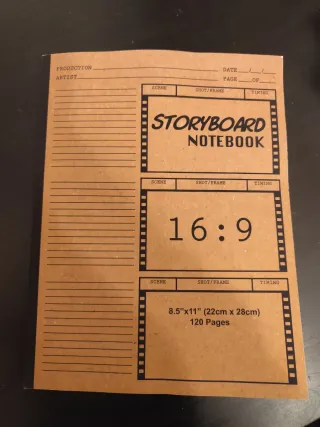 PRODUCTION DATE / /
ARTIST PAGE OF
SCENE SHOT/FRAME TIMING
STORYBOARD
NOTEBOOK
SCENE SHOT/FRAME TIMING
16:9
SCENE SHOT/FRAME TIMING
8.5"x11" (22cm x 28cm)
120 Pages